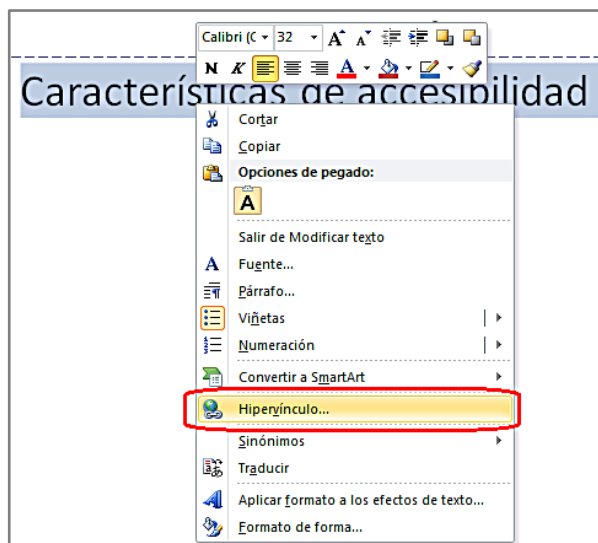 Calibri (C 32 A A
N K A
Características de accesibilidad
Cortar
Copiar
Opciones de pegado:
A
Salir de Modificar texto
A Fuente...
Párrafo...
Viñetas
Numeración
Convertir a SmartArt
Hipervínculo...
Sinónimos
Traducir
Aplicar formato a los efectos de texto...
Formato de forma...